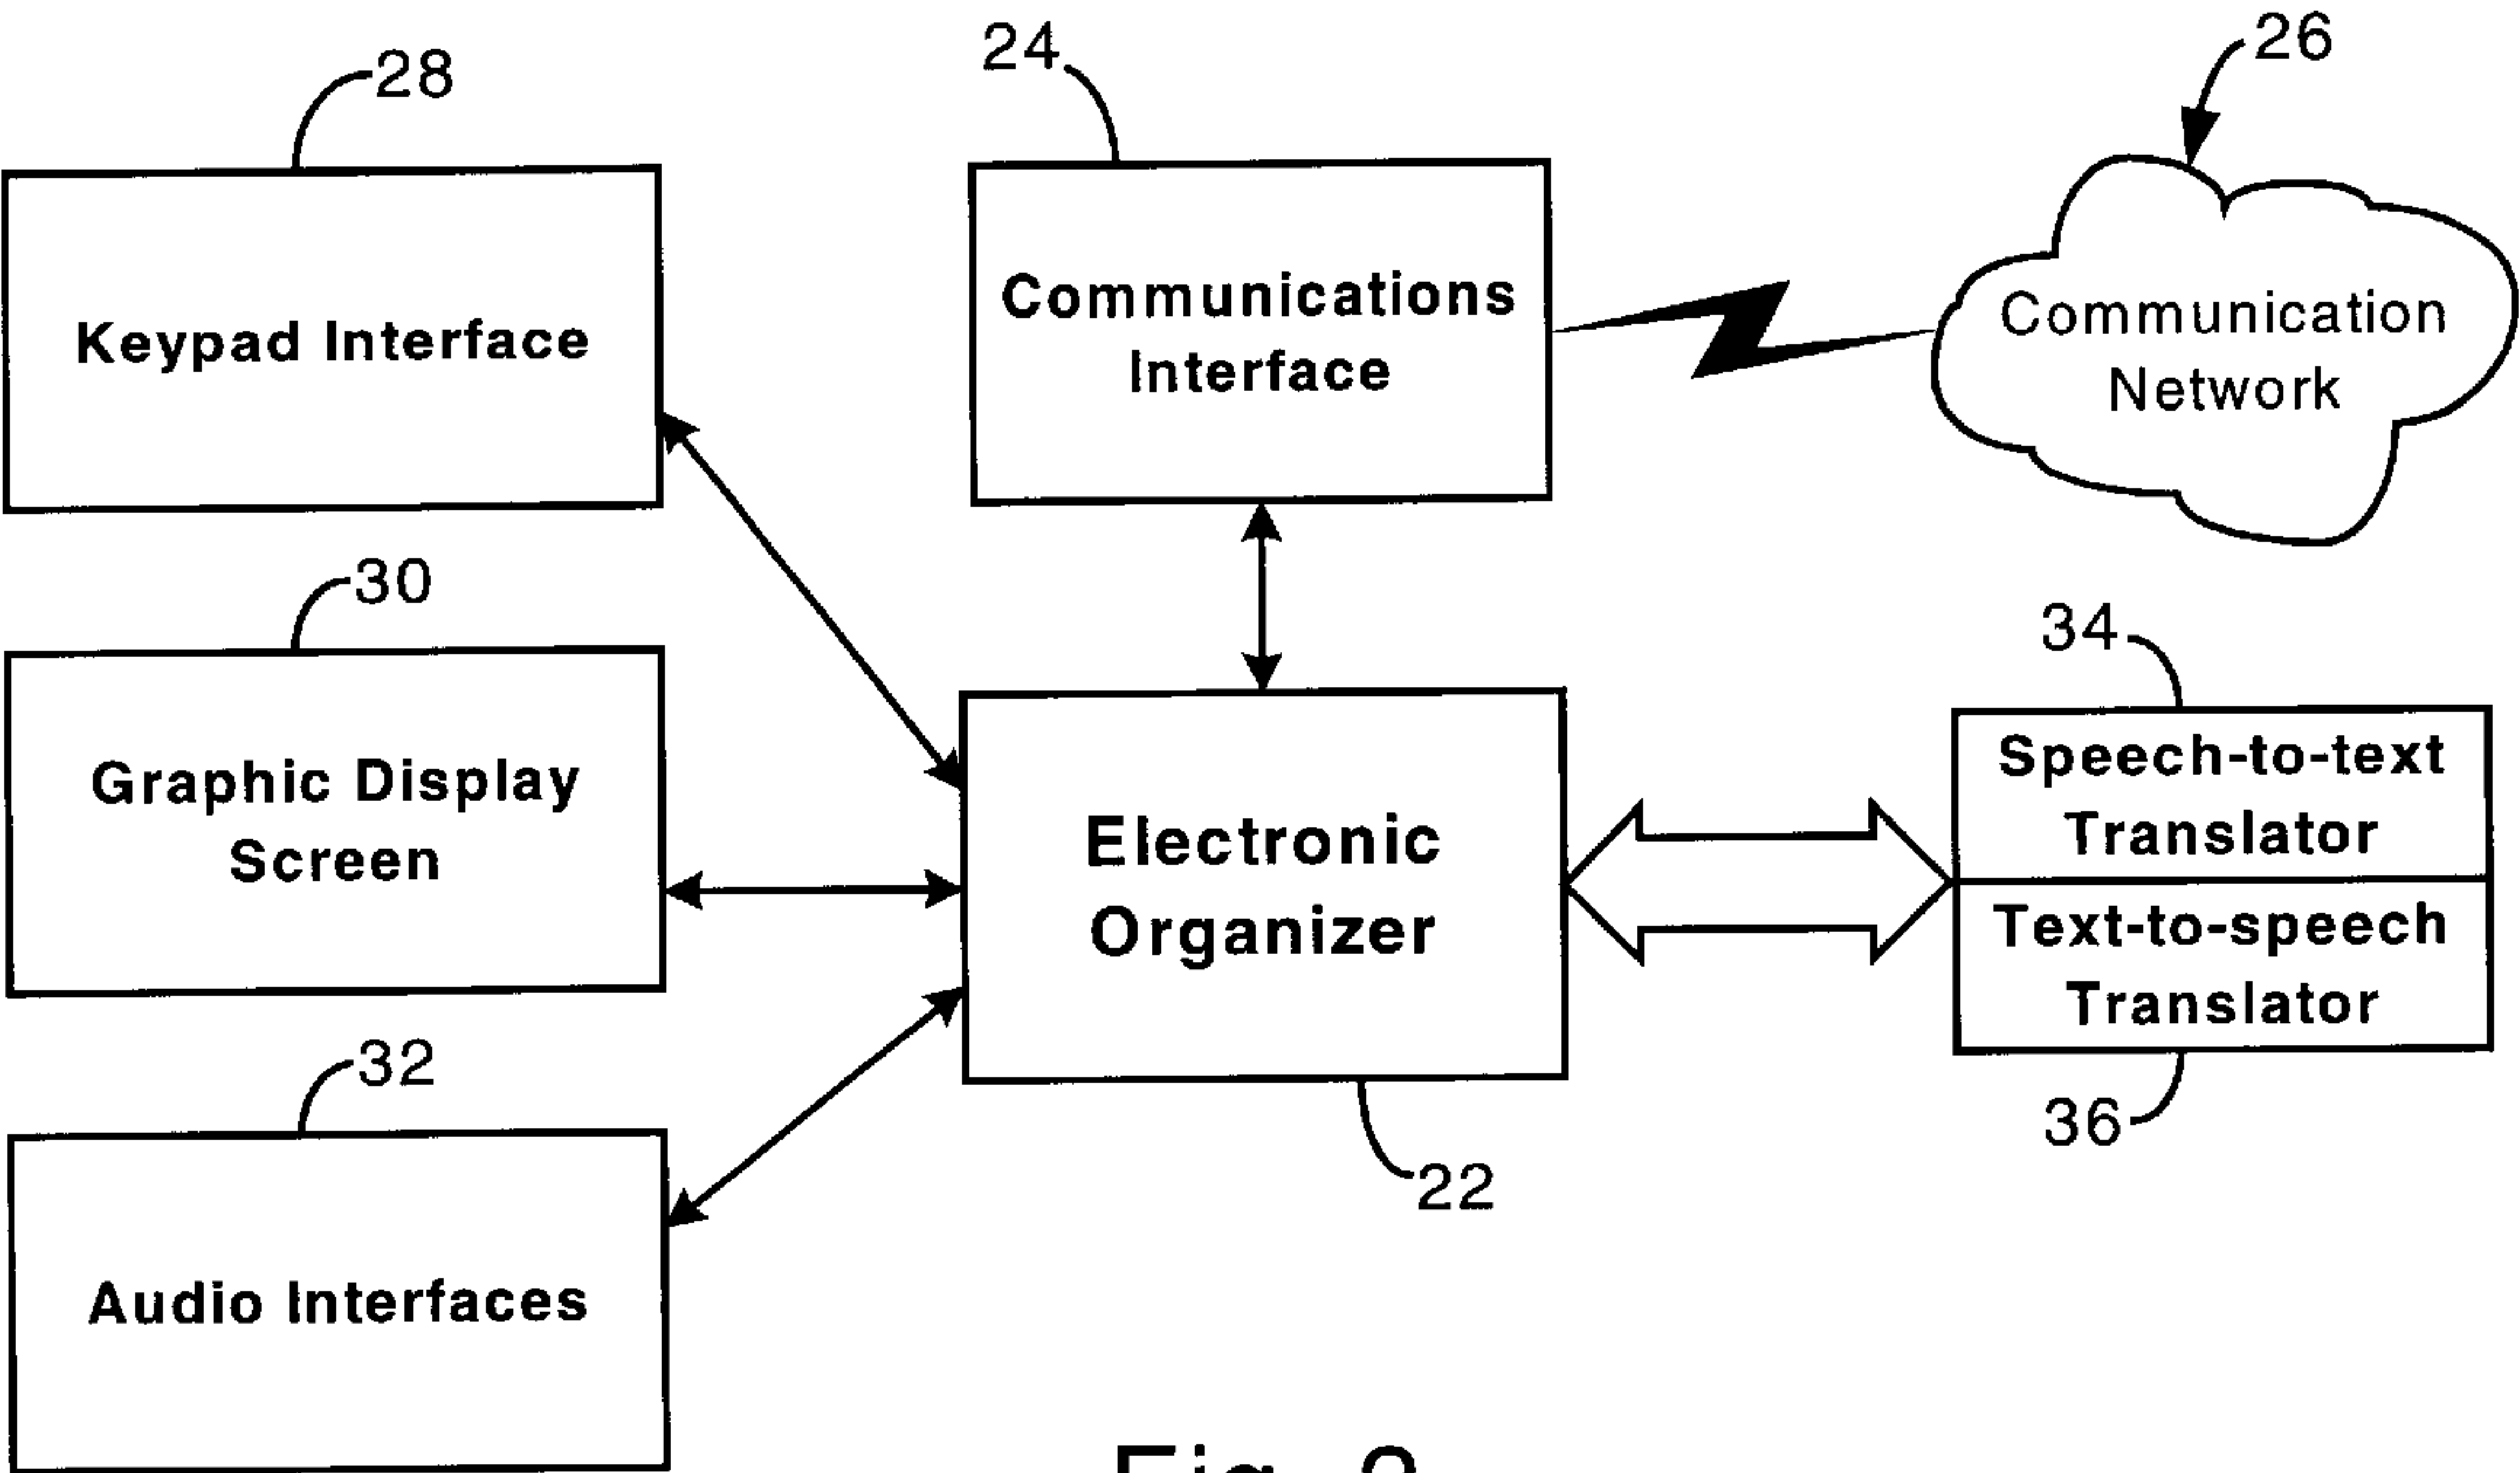 28
24
26
Keypad Interface
Communications
Interface
Communication
Network
30
34
Graphic Display
Screen
Electronic
Organizer
Speech-to-text
Translator
Text-to-speech
Translator
32
36
22
Audio Interfaces
Fig.